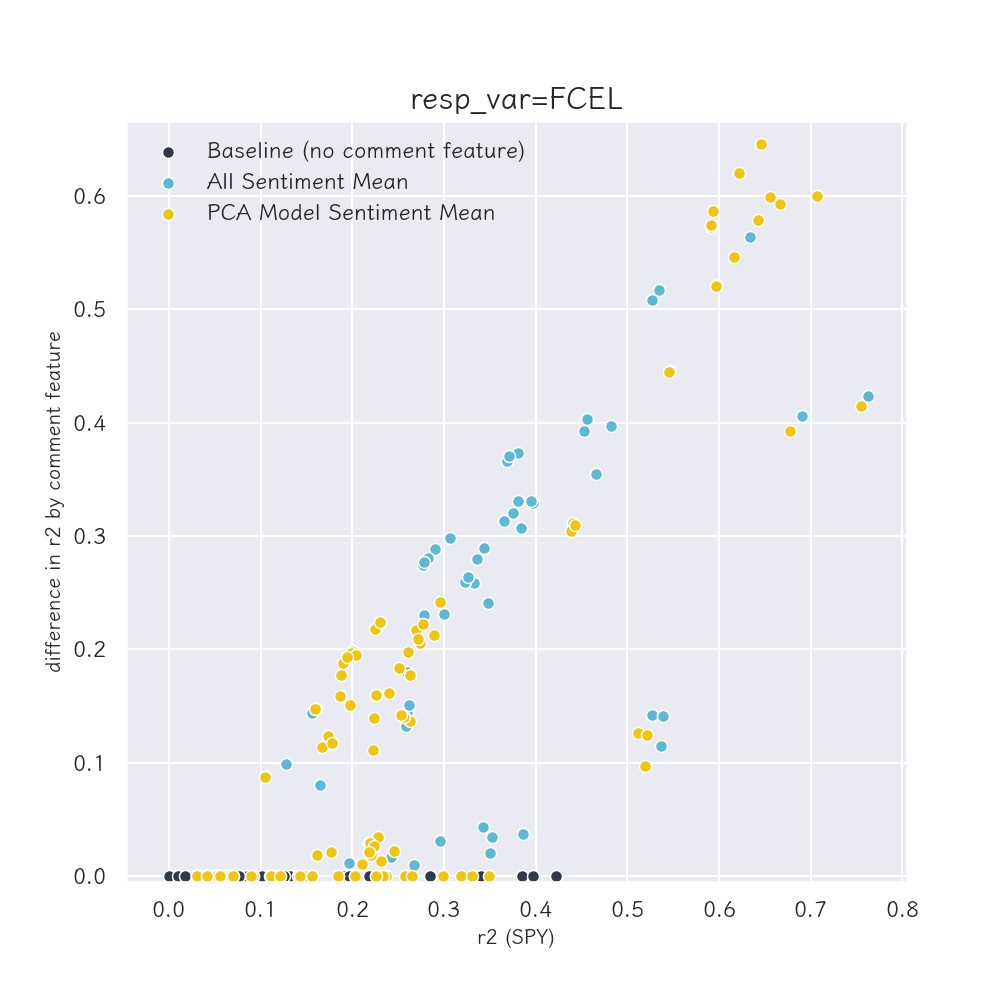 resp_var=FCEL
Baseline (no comment feature)
All Sentiment Mean
PCA Model Sentiment Mean
difference in r2 by comment feature
0.6
0.5
0.4
0.3
0.2
0.1
0.0
0.0 0.1 0.2 0.3 0.4 0.5 0.6 0.7 0.8
r2 (SPY)